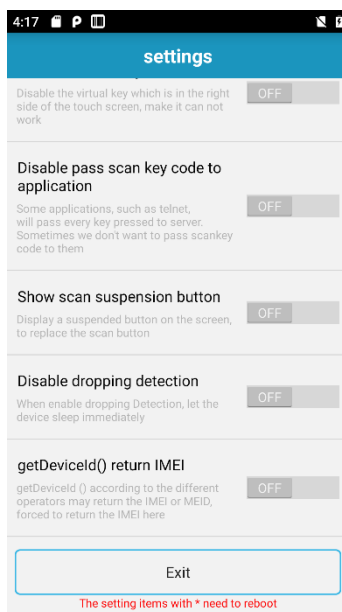 4:17
settings
Disable the virtual key which is in the right
side of the touch screen, make it can not
work
OFF
Disable pass scan key code to
application
Some applications, such as telnet,
will pass every key pressed to server.
Sometimes we don't want to pass scankey
code to them
OFF
Show scan suspension button
Display a suspended button on the screen,
to replace the scan button
OFF
Disable dropping detection
When enable dropping Detection, let the
device sleep immediately
OFF
getDeviceId() return IMEI
getDeviceId () according to the different
operators may return the IMEI or MEID,
forced to return the IMEI here
OFF
Exit
The setting items with * need to reboot